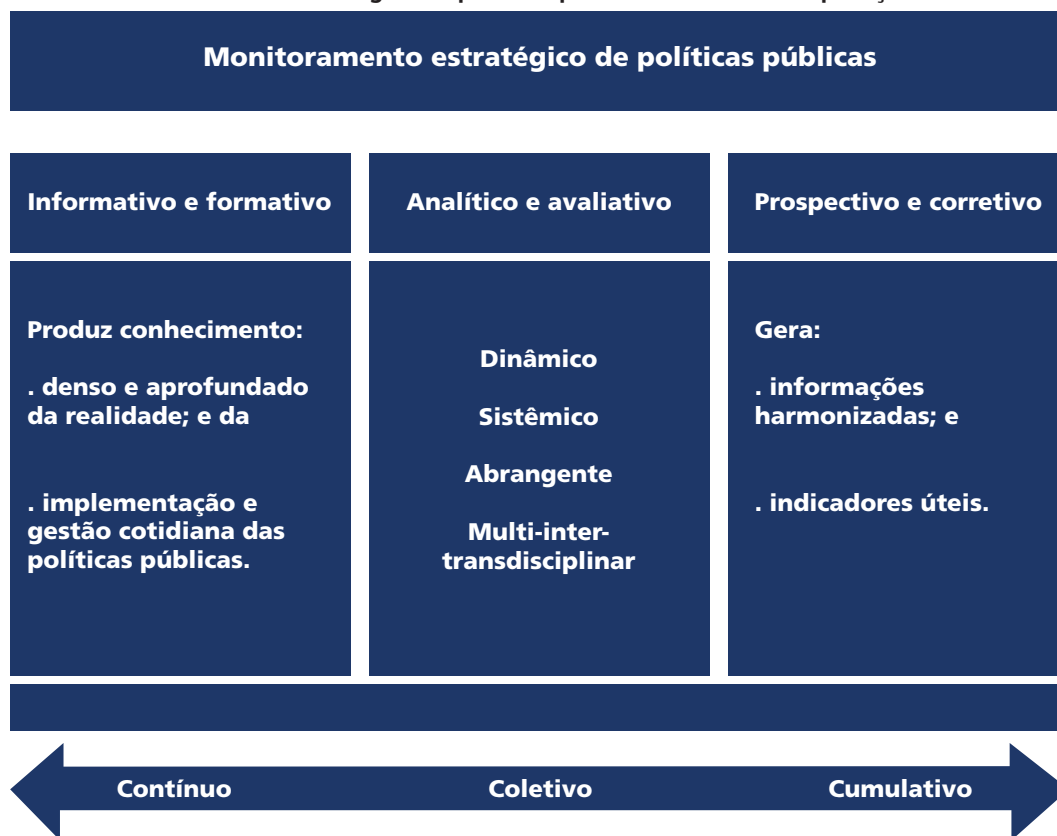 Monitoramento estratégico de políticas públicas
Informativo e formativo
Analítico e avaliativo
Prospectivo e corretivo
Produz conhecimento:
. denso e aprofundado
da realidade; e da
. implementação e
gestão cotidiana das
políticas públicas.
Dinâmico
Sistêmico
Abrangente
Multi-inter-
transdisciplinar
Gera:
. informações
harmonizadas; e
. indicadores úteis.
Contínuo
Coletivo
Cumulativo